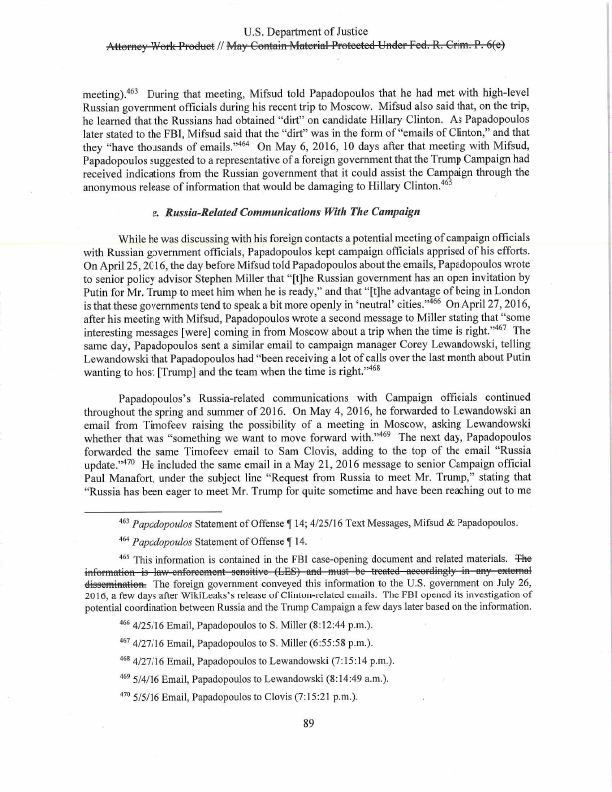 U.S. Department of Justice
Attorney Work Product // May Contain Material Protected Under Fed. R. Crim. P. 6(e)
meeting).463 During that meeting, Mifsud told Papadopoulos that he had met with high-level
Russian government officials during his recent trip to Moscow. Mifsud also said that, on the trip,
he learned that the Russians had obtained “dirt” on candidate Hillary Clinton. As Papadopoulos
later stated to the FBI, Mifsud said that the “dirt” was in the form of “emails of Clinton,” and that
they “have thousands of emails.”464 On May 6, 2016, 10 days after that meeting with Mifsud,
Papadopoulos suggested to a representative of a foreign government that the Trump Campaign had
received indications from the Russian government that it could assist the Campaign through the
anonymous release of information that would be damaging to Hillary Clinton.465
e. Russia-Related Communications With The Campaign
While he was discussing with his foreign contacts a potential meeting of campaign officials
with Russian government officials, Papadopoulos kept campaign officials apprised of his efforts.
On April 25, 2016, the day before Mifsud told Papadopoulos about the emails, Papadopoulos wrote
to senior policy advisor Stephen Miller that “[t]he Russian government has an open invitation by
Putin for Mr. Trump to meet him when he is ready,” and that “[t]he advantage of being in London
is that these governments tend to speak a bit more openly in ‘neutral’ cities.”466 On April 27, 2016,
after his meeting with Mifsud, Papadopoulos wrote a second message to Miller stating that “some
interesting messages [were] coming in from Moscow about a trip when the time is right.”467 The
same day, Papadopoulos sent a similar email to campaign manager Corey Lewandowski, telling
Lewandowski that Papadopoulos had “been receiving a lot of calls over the last month about Putin
wanting to host [Trump] and the team when the time is right.”468
Papadopoulos’s Russia-related communications with Campaign officials continued
throughout the spring and summer of 2016. On May 4, 2016, he forwarded to Lewandowski an
email from Timofeev raising the possibility of a meeting in Moscow, asking Lewandowski
whether that was “something we want to move forward with.”469 The next day, Papadopoulos
forwarded the same Timofeev email to Sam Clovis, adding to the top of the email “Russia
update.”470 He included the same email in a May 21, 2016 message to senior Campaign official
Paul Manafort, under the subject line “Request from Russia to meet Mr. Trump,” stating that
“Russia has been eager to meet Mr. Trump for quite sometime and have been reaching out to me
463 Papadopoulos Statement of Offense ¶ 14; 4/25/16 Text Messages, Mifsud & Papadopoulos.
464 Papadopoulos Statement of Offense ¶ 14.
465 This information is contained in the FBI case-opening document and related materials. The
information is law enforcement sensitive (LES) and must be treated accordingly in any external
dissemination. The foreign government conveyed this information to the U.S. government on July 26,
2016, a few days after WikiLeaks’s release of Clinton-related emails. The FBI opened its investigation of
potential coordination between Russia and the Trump Campaign a few days later based on the information.
466 4/25/16 Email, Papadopoulos to S. Miller (8:12:44 p.m.).
467 4/27/16 Email, Papadopoulos to S. Miller (6:55:58 p.m.).
468 4/27/16 Email, Papadopoulos to Lewandowski (7:15:14 p.m.).
469 5/4/16 Email, Papadopoulos to Lewandowski (8:14:49 a.m.).
470 5/5/16 Email, Papadopoulos to Clovis (7:15:21 p.m.).
89